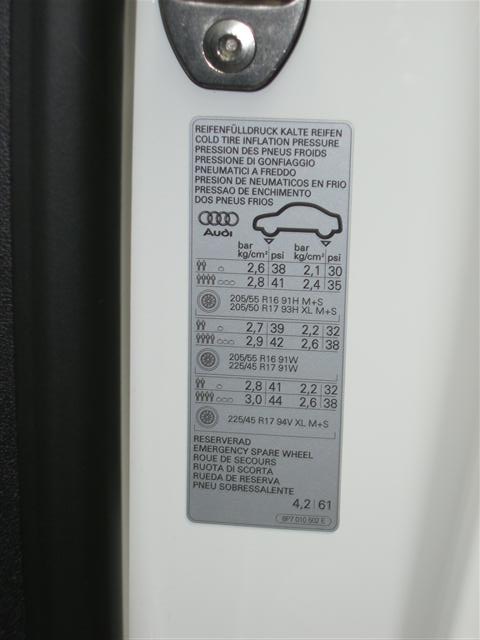 REIFENFÜLLDRUCK KALTE REIFEN
COLD TIRE INFLATION PRESSURE
PRESSION DES PNEUS FROIDS
PRESSIONE DI GONFIAGGIO
PNEUMATICI A FREDDO
PRESION DE NEUMATICOS EN FRIO
PRESSAO DE ENCHIMENTO
DOS PNEUS FRIOS
Audi
bar psi bar psi
kg/cm² kg/cm²
2,6 38 2,1 30
2,8 41 2,4 35
205/55 R16 91H M+S
205/50 R17 93H XL M+S
2,7 39 2,2 32
2,9 42 2,6 38
205/55 R16 91W
225/45 R17 91W
2,8 41 2,2 32
3,0 44 2,6 38
225/45 R17 94V XL M+S
RESERVERAD
EMERGENCY SPARE WHEEL
ROUE DE SECOURS
RUOTA DI SCORTA
RUEDA DE RESERVA
PNEU SOBRESSALENTE
4,2 61
8P7 010 502 E